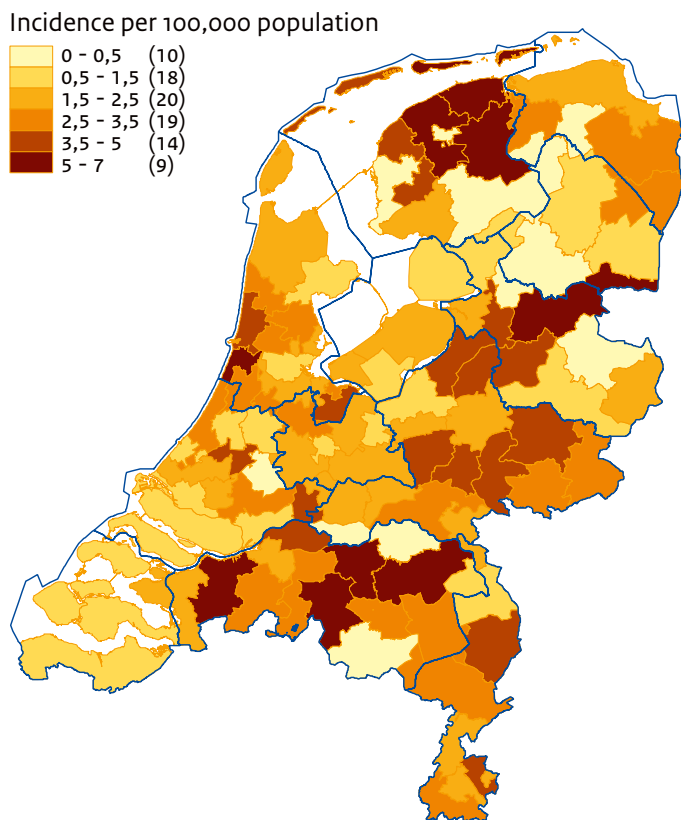 Incidence per 100,000 population
0 - 0,5 (10)
0,5 - 1,5 (18)
1,5 - 2,5 (20)
2,5 - 3,5 (19)
3,5 - 5 (14)
5 - 7 (9)